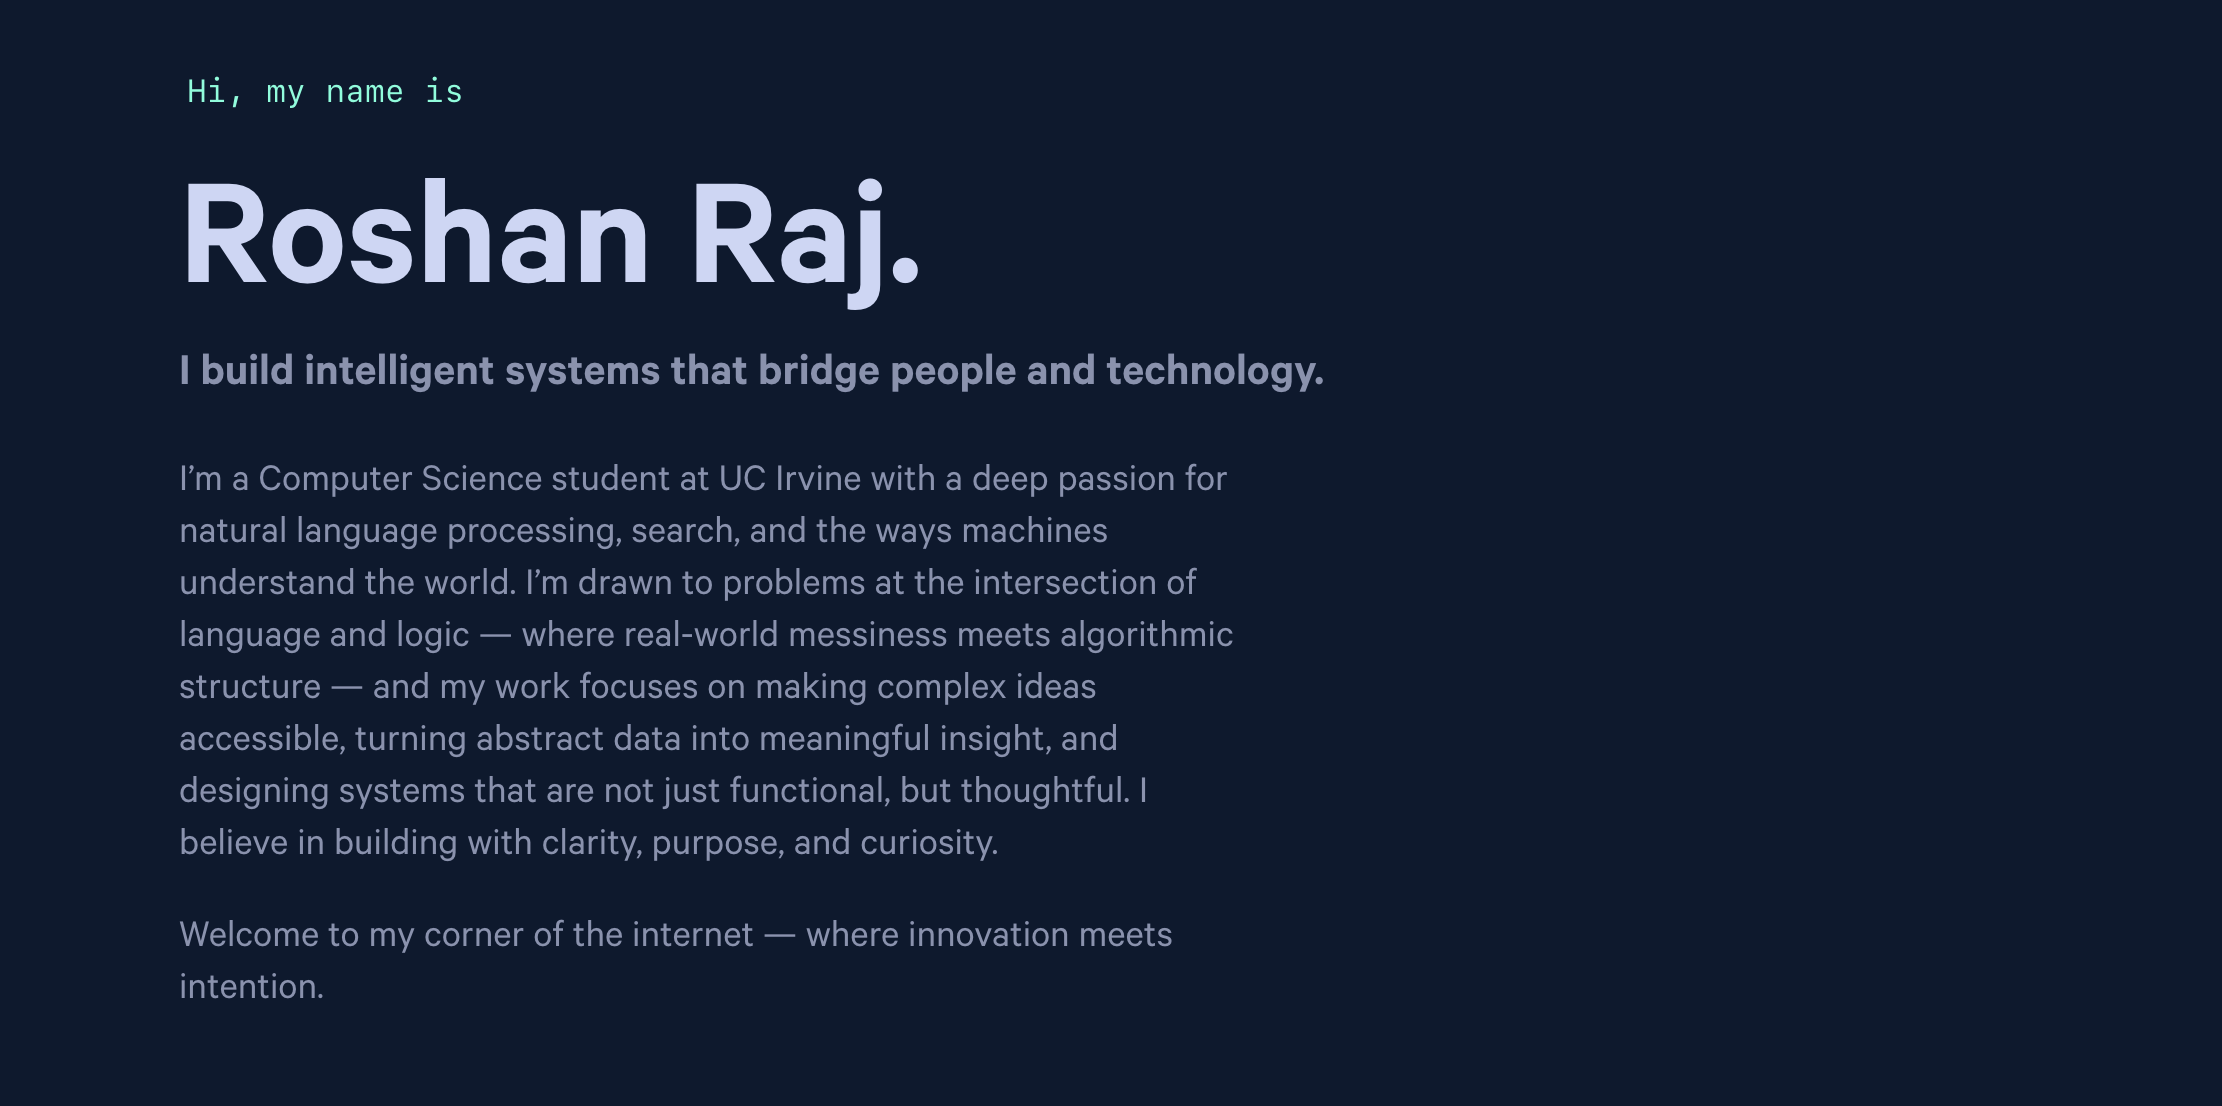 Hi, my name is
Roshan Raj.
I build intelligent systems that bridge people and technology.
I’m a Computer Science student at UC Irvine with a deep passion for
natural language processing, search, and the ways machines
understand the world. I’m drawn to problems at the intersection of
language and logic — where real-world messiness meets algorithmic
structure — and my work focuses on making complex ideas
accessible, turning abstract data into meaningful insight, and
designing systems that are not just functional, but thoughtful. I
believe in building with clarity, purpose, and curiosity.
Welcome to my corner of the internet — where innovation meets
intention.